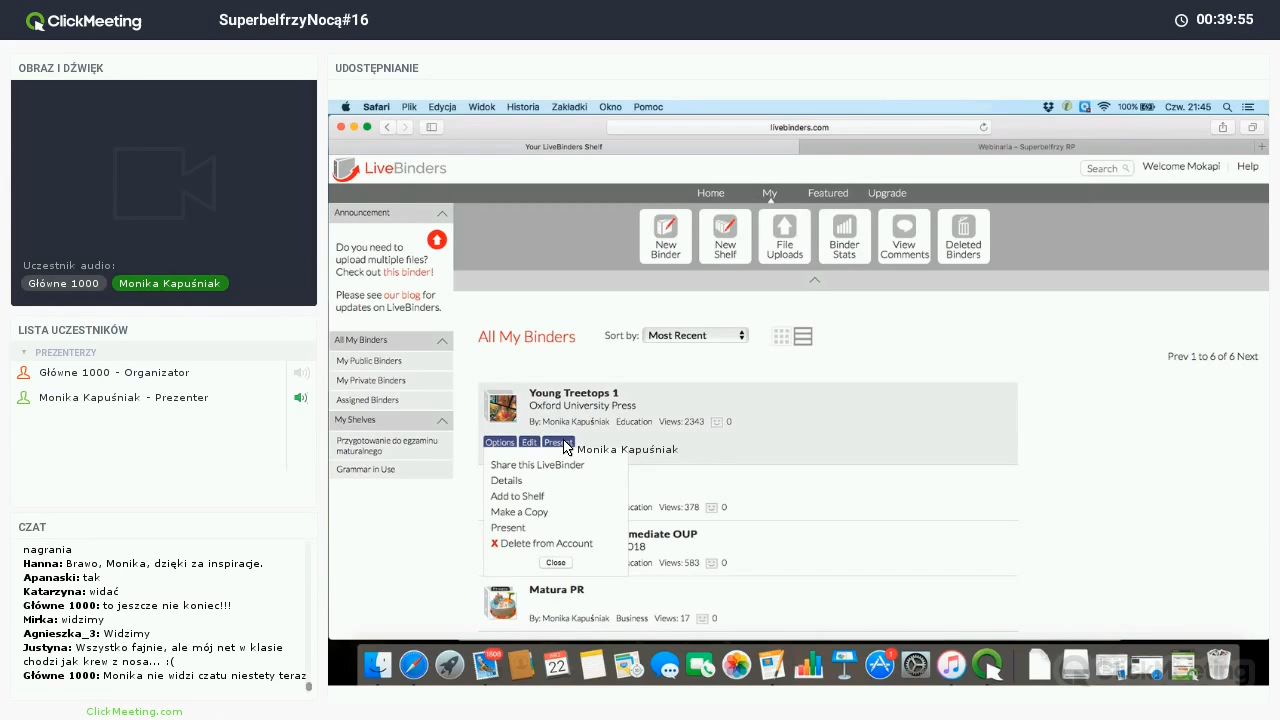 ClickMeeting
SuperbelfrzyNocą#16
00:39:55
OBRAZ I DŹWIĘK
Uczestnik audio:
Główne 1000
Monika Kapuśniak
LISTA UCZESTNIKÓW
PREZENTERZY
Główne 1000 - Organizator
Monika Kapuśniak - Prezenter
CZAT
nagrania
Hanna: Brawo, Monika, dzięki za inspiracje.
Apanaski: tak
Katarzyna: widać
Główne 1000: to jeszcze nie koniec!!!
Mirka: widzimy
Agnieszka_3: Widzimy
Justyna: Wszystko fajnie, ale mój net w klasie
chodzi jak krew z nosa... :(
Główne 1000: Monika nie widzi czatu niestety teraz
ClickMeeting.com
UDOSTĘPNIANIE
Safari Plik Edycja Widok Historia Zakładki Okno Pomoc
100% Czw. 21:45
livebinders.com
Your LiveBinders Shelf
Webinaria – Superbelfrzy RP
LiveBinders
Search
Welcome Mokapi
Help
Home My Featured Upgrade
Announcement
Do you need to
upload multiple files?
Check out this binder!
Please see our blog for
updates on LiveBinders.
New
Binder
New
Shelf
File
Uploads
Binder
Stats
View
Comments
Deleted
Binders
All My Binders
My Public Binders
My Private Binders
Assigned Binders
My Shelves
Przygotowanie do egzaminu
maturalnego
Grammar in Use
All My Binders
Sort by: Most Recent
Prev 1 to 6 of 6 Next
Young Treetops 1
Oxford University Press
By: Monika Kapuśniak Education Views: 2343 0
Options Edit Present
Monika Kapuśniak
Share this LiveBinder
Details
Add to Shelf
Make a Copy
Present
X Delete from Account
Close
cation Views: 378 0
mediate OUP
2018
cation Views: 583 0
Matura PR
By: Monika Kapuśniak Business Views: 17 0
22
1
ClickMeeting